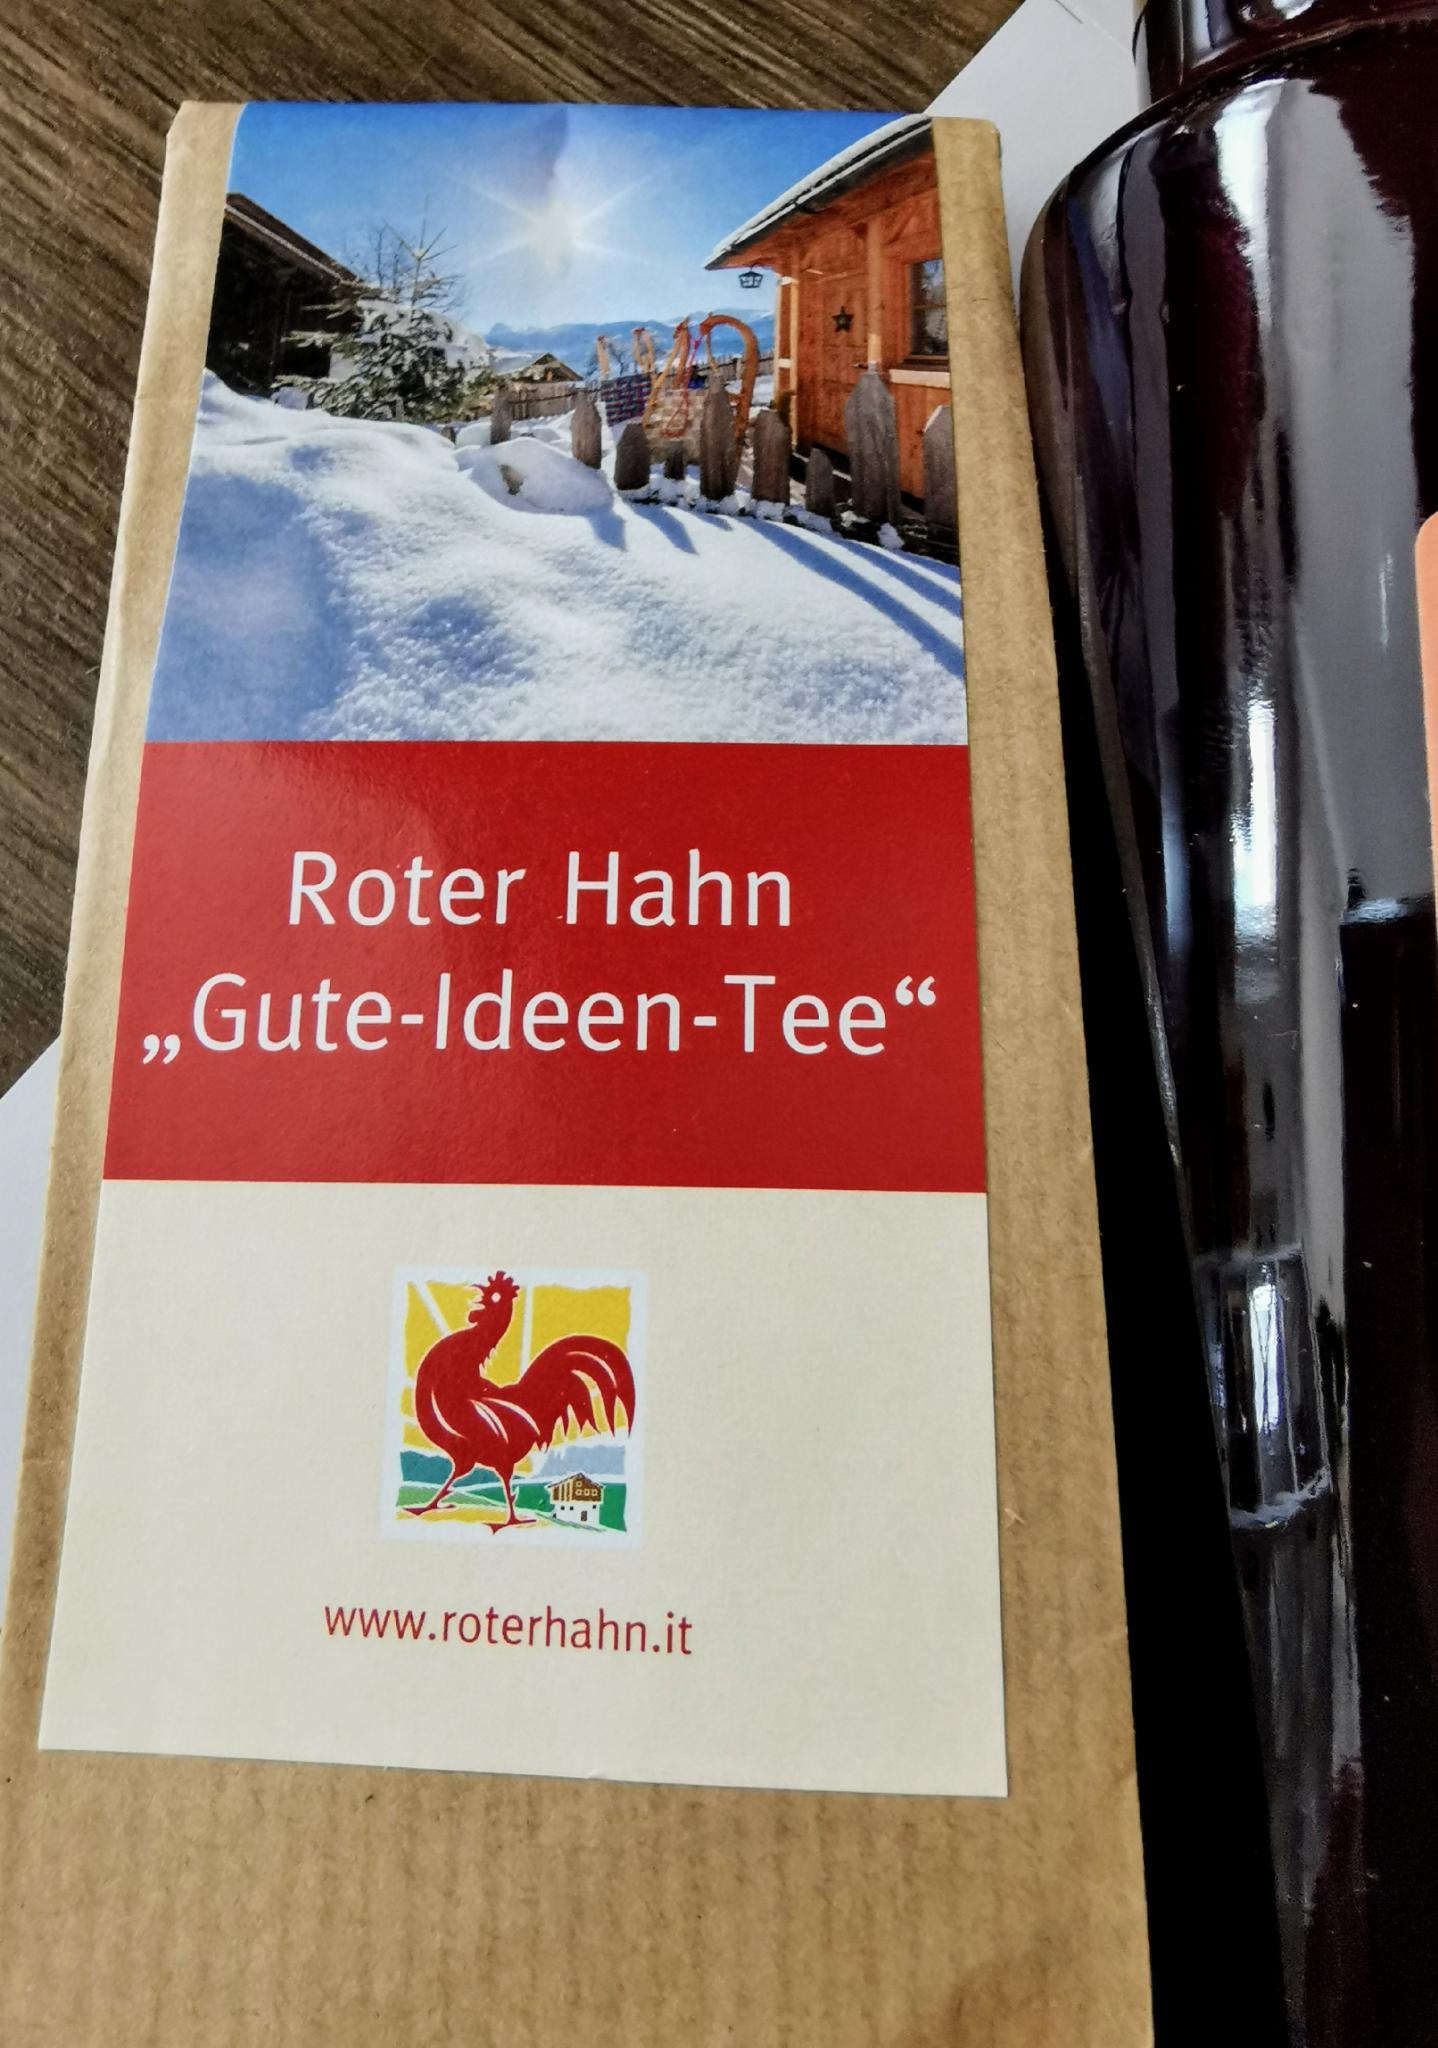 Roter Hahn
„Gute-Ideen-Tee“
www.roterhahn.it